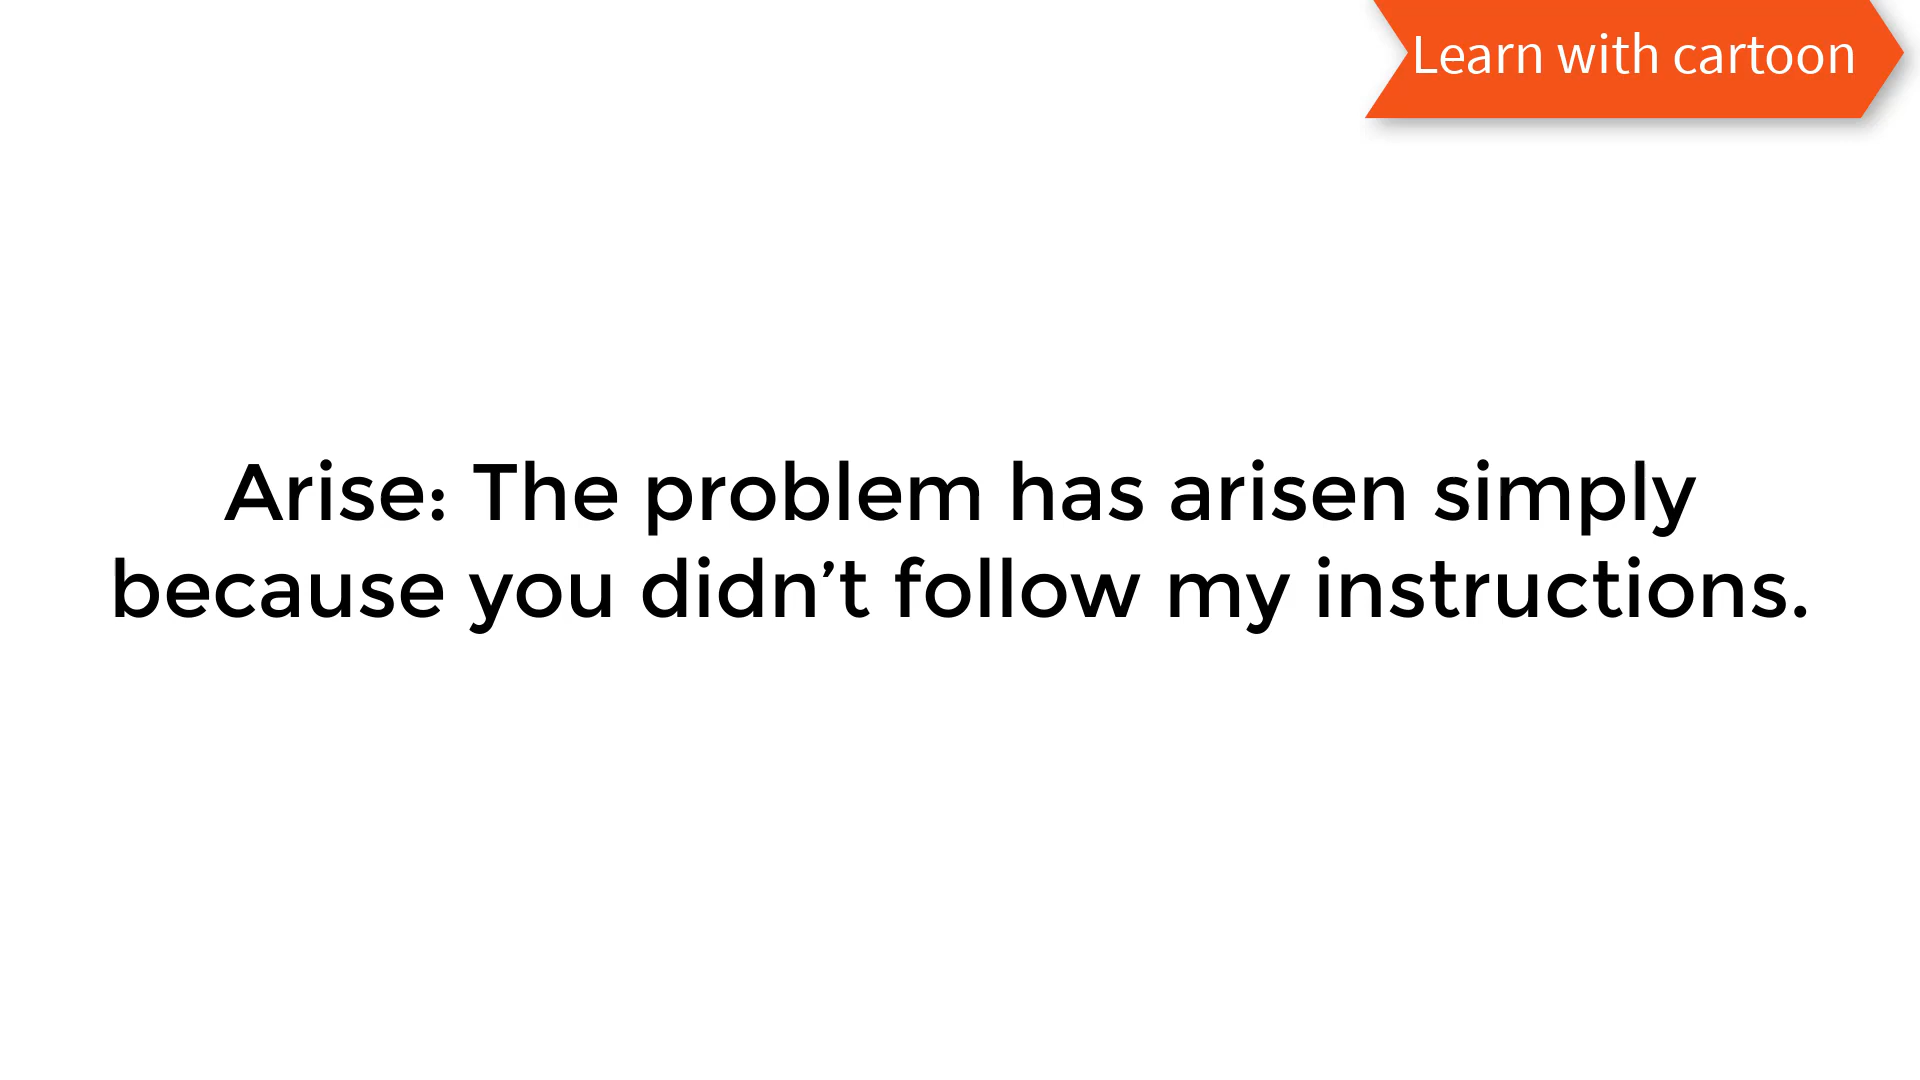 Learn with cartoon
Arise: The problem has arisen simply
because you didn’t follow my instructions.